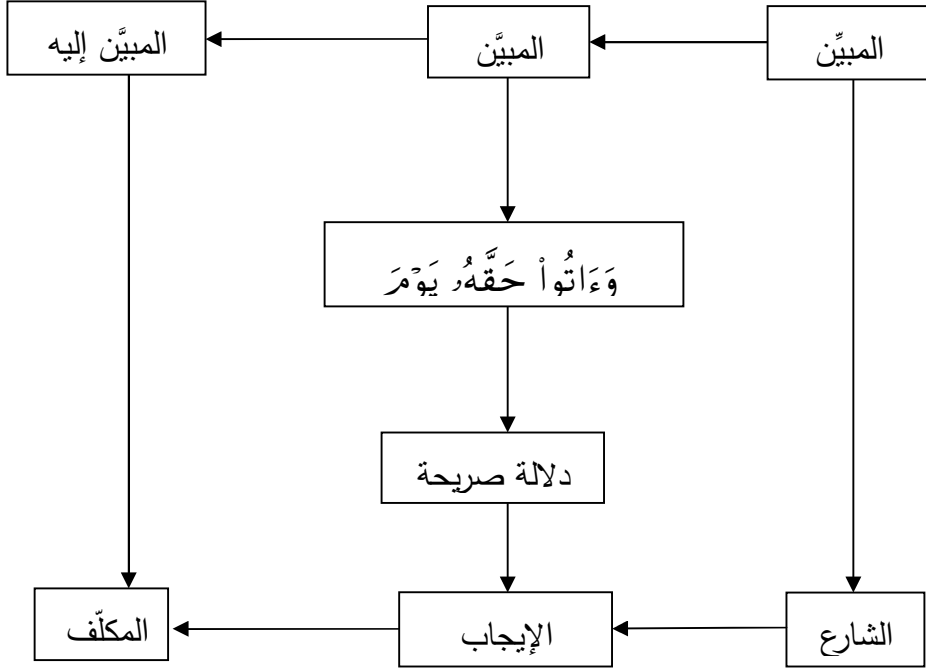 المبيِّن
المبيَّن
المبيَّن إليه
وَءَاتُواْ حَقَّهُۥ يَوۡمَ
دلالة صريحة
الشارع
الإيجاب
المكلّف